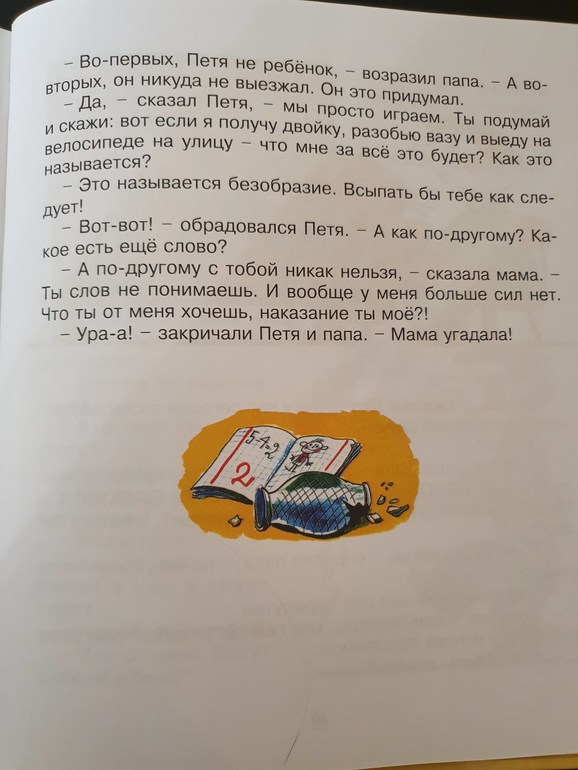 – Во-первых, Петя не ребёнок, – возразил папа. – А во-
вторых, он никуда не выезжал. Он это придумал.
– Да, – сказал Петя, – мы просто играем. Ты подумай
и скажи: вот если я получу двойку, разобью вазу и выеду на
велосипеде на улицу – что мне за всё это будет? Как это
называется?
– Это называется безобразие. Всыпать бы тебе как сле-
дует!
– Вот-вот! – обрадовался Петя. – А как по-другому? Ка-
кое есть ещё слово?
– А по-другому с тобой никак нельзя, – сказала мама. –
Ты слов не понимаешь. И вообще у меня больше сил нет.
Что ты от меня хочешь, наказание ты моё?!
– Ура-а! – закричали Петя и папа. – Мама угадала!
5-4=2
2